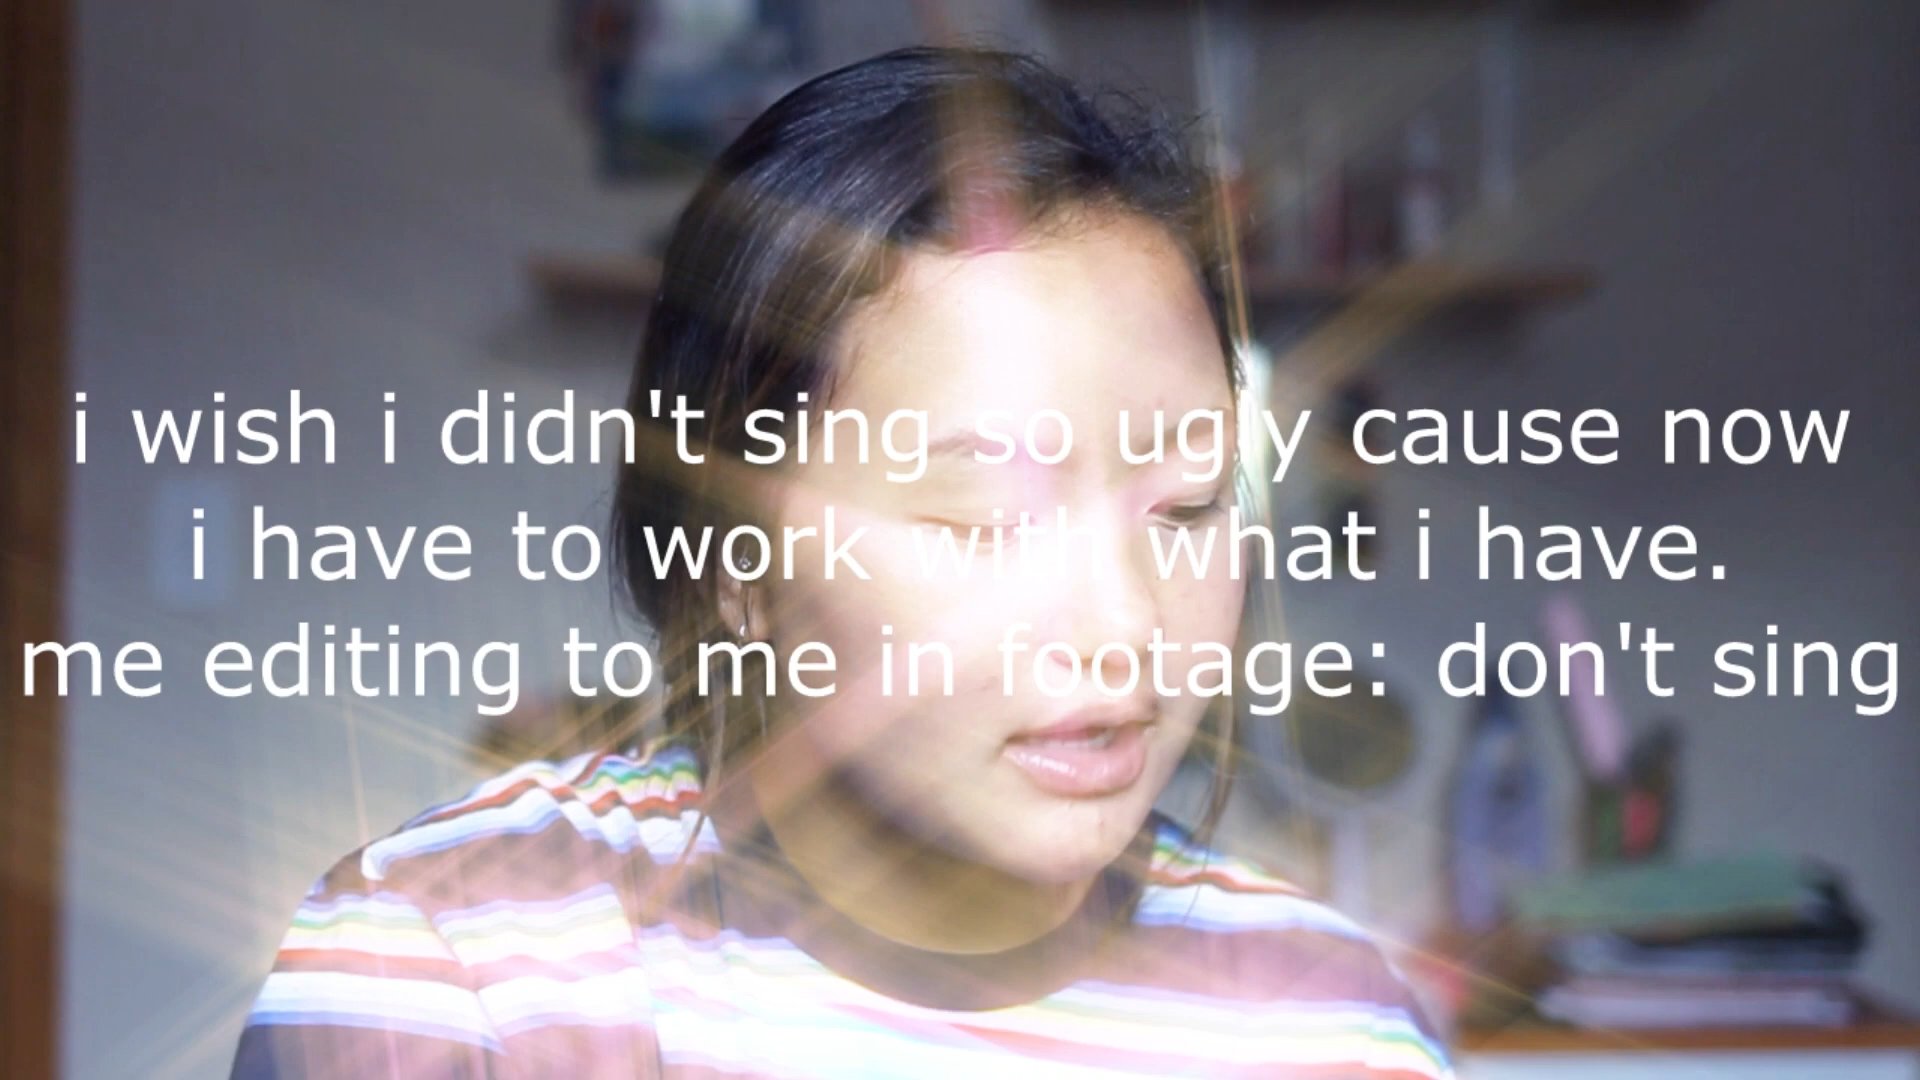 i wish i didn't sing so ugly cause now
i have to work with what i have.
me editing to me in footage: don't sing